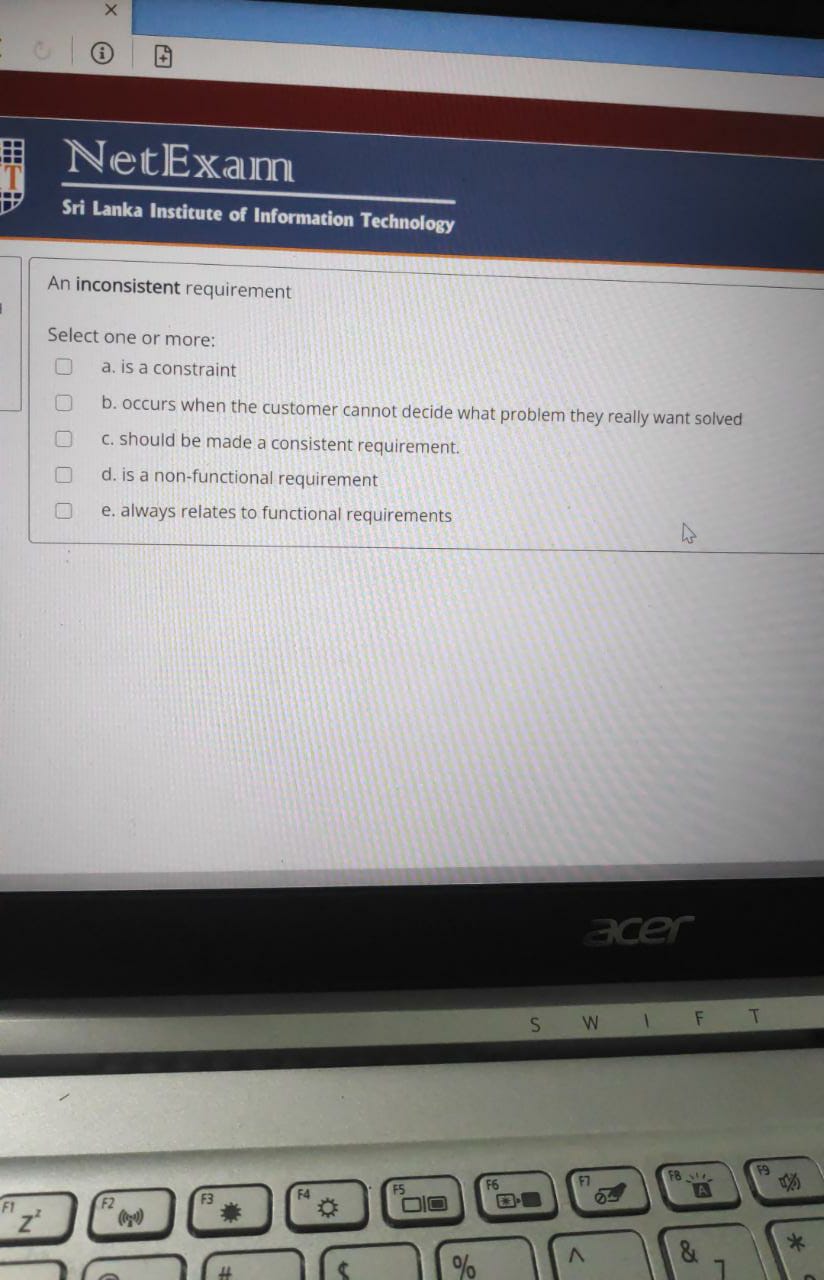 NetExam
Sri Lanka Institute of Information Technology
An inconsistent requirement
Select one or more:
a. is a constraint
b. occurs when the customer cannot decide what problem they really want solved
c. should be made a consistent requirement.
d. is a non-functional requirement
e. always relates to functional requirements
acer
S W I F T
F1 F2 F3 F4 F5 F6 F7 F8 F9
Zz A
# $ % ^ & 7 *